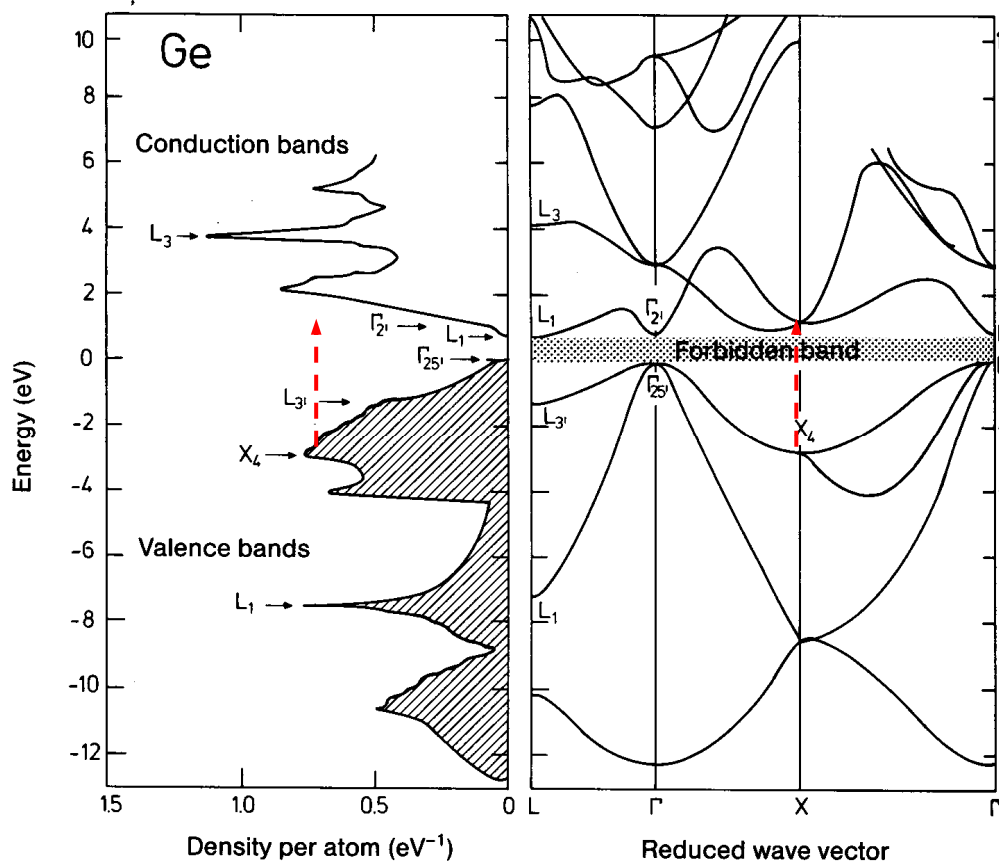 Ge
Conduction bands
Valence bands
Energy (eV)
10
8
6
4
2
0
-2
-4
-6
-8
-10
-12
L₃
Γ₂'
L₁
Γ₂₅'
L₃'
X₄
L₁
1.5 1.0 0.5 0
Density per atom (eV⁻¹)
L₃
L₁
Γ₂'
Forbidden band
Γ₂₅'
L₃'
X₄
L₁
L Γ X Γ
Reduced wave vector